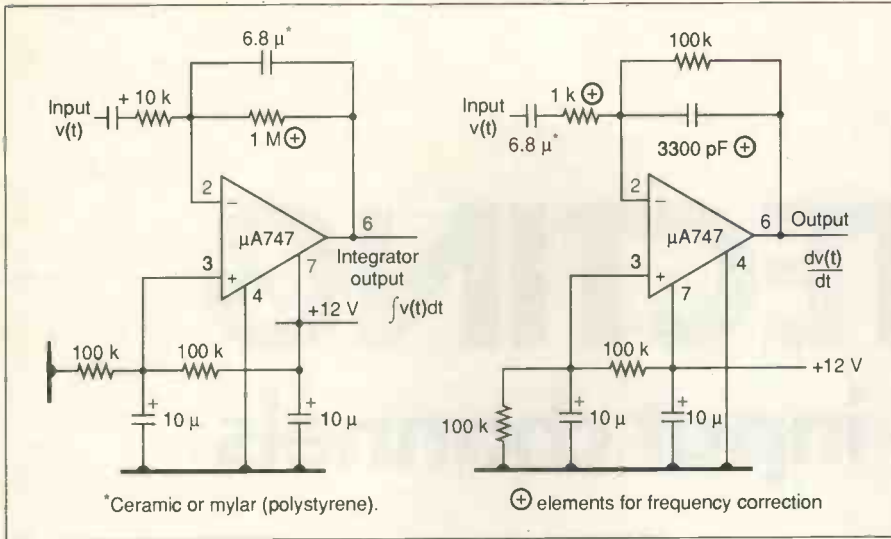 6.8 µ*
Input
v(t)
+ 10 k
1 M ⊕
2
−
µA747
3
+
6
7
4
Integrator
output
∫v(t)dt
+12 V
100 k
100 k
+
10 µ
+
10 µ
*Ceramic or mylar (polystyrene).
100 k
Input
v(t)
1 k ⊕
6.8 µ*
3300 pF ⊕
2
−
µA747
3
+
6
Output
4
dv(t)
dt
7
100 k
+12 V
100 k
+
10 µ
+
10 µ
⊕ elements for frequency correction